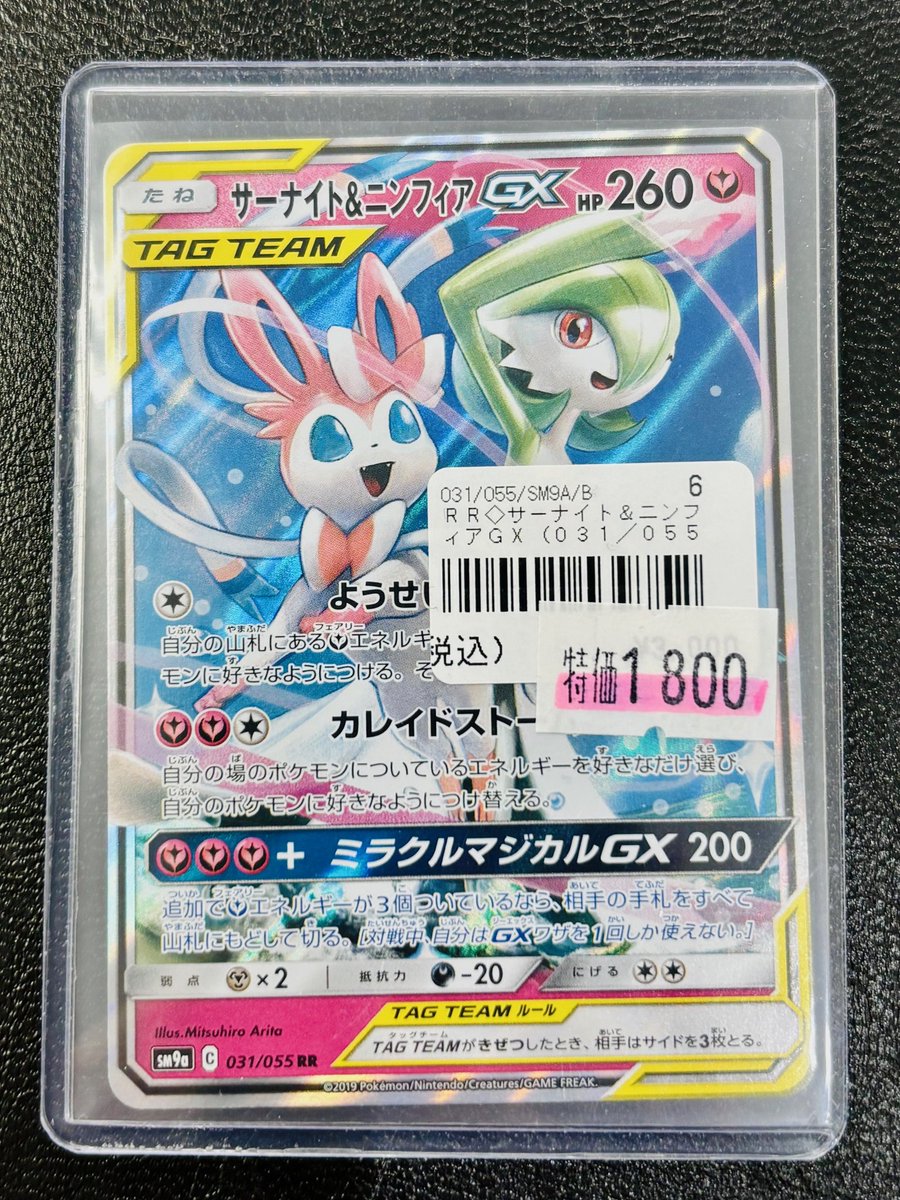 たね サーナイト&ニンフィアGX HP260
TAG TEAM
031/055/SM9A/B 6
RR◇サーナイト&ニンフ
ィアGX(031/055
税込)
特価1800
ようせい
自分の山札にあるエネルギ
モンに好きなようにつける。そ
カレイドストー
自分の場のポケモンについているエネルギーを好きなだけ選び、
自分のポケモンに好きなようにつけ替える。
+ ミラクルマジカルGX 200
追加でエネルギーが3個ついているなら、相手の手札をすべて
山札にもどして切る。[対戦中、自分はGXワザを1回しか使えない。]
弱点 ×2 抵抗力 -20 にげる
TAG TEAM ルール
TAG TEAMがきぜつしたとき、相手はサイドを3枚とる。
Illus.Mitsuhiro Arita
SM9a C 031/055 RR
©2019 Pokémon/Nintendo/Creatures/GAME FREAK.